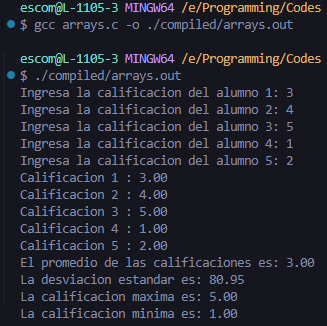 escom@L-1105-3 MINGW64 /e/Programming/Codes
$ gcc arrays.c -o ./compiled/arrays.out
escom@L-1105-3 MINGW64 /e/Programming/Codes
$ ./compiled/arrays.out
Ingresa la calificacion del alumno 1: 3
Ingresa la calificacion del alumno 2: 4
Ingresa la calificacion del alumno 3: 5
Ingresa la calificacion del alumno 4: 1
Ingresa la calificacion del alumno 5: 2
Calificacion 1 : 3.00
Calificacion 2 : 4.00
Calificacion 3 : 5.00
Calificacion 4 : 1.00
Calificacion 5 : 2.00
El promedio de las calificaciones es: 3.00
La desviacion estandar es: 80.95
La calificacion maxima es: 5.00
La calificacion minima es: 1.00